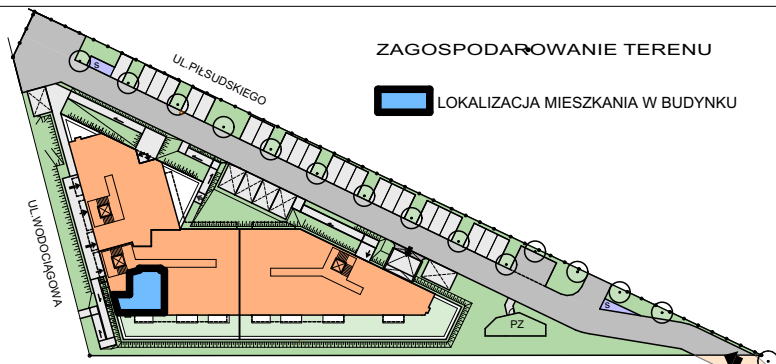 ZAGOSPODAROWANIE TERENU
LOKALIZACJA MIESZKANIA W BUDYNKU
UL.PIŁSUDSKIEGO
S
UL.WODOCIĄGOWA
S
PZ